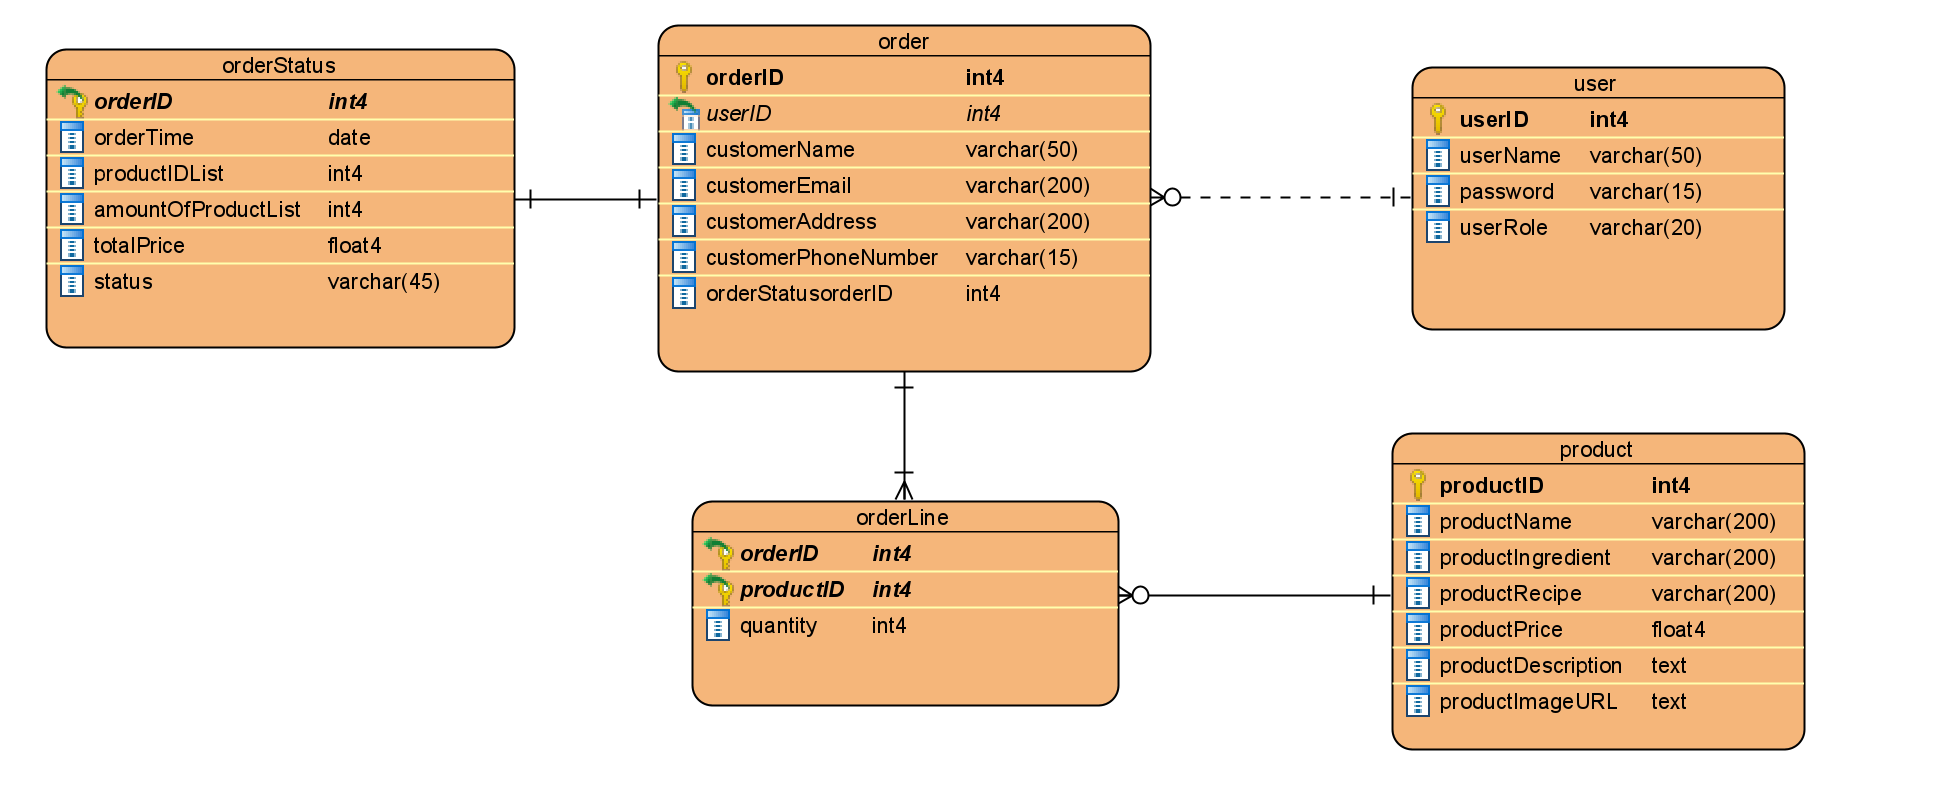 orderStatus
orderID int4
orderTime date
productIDList int4
amountOfProductList int4
totalPrice float4
status varchar(45)
order
orderID int4
userID int4
customerName varchar(50)
customerEmail varchar(200)
customerAddress varchar(200)
customerPhoneNumber varchar(15)
orderStatusorderID int4
user
userID int4
userName varchar(50)
password varchar(15)
userRole varchar(20)
orderLine
orderID int4
productID int4
quantity int4
product
productID int4
productName varchar(200)
productIngredient varchar(200)
productRecipe varchar(200)
productPrice float4
productDescription text
productImageURL text